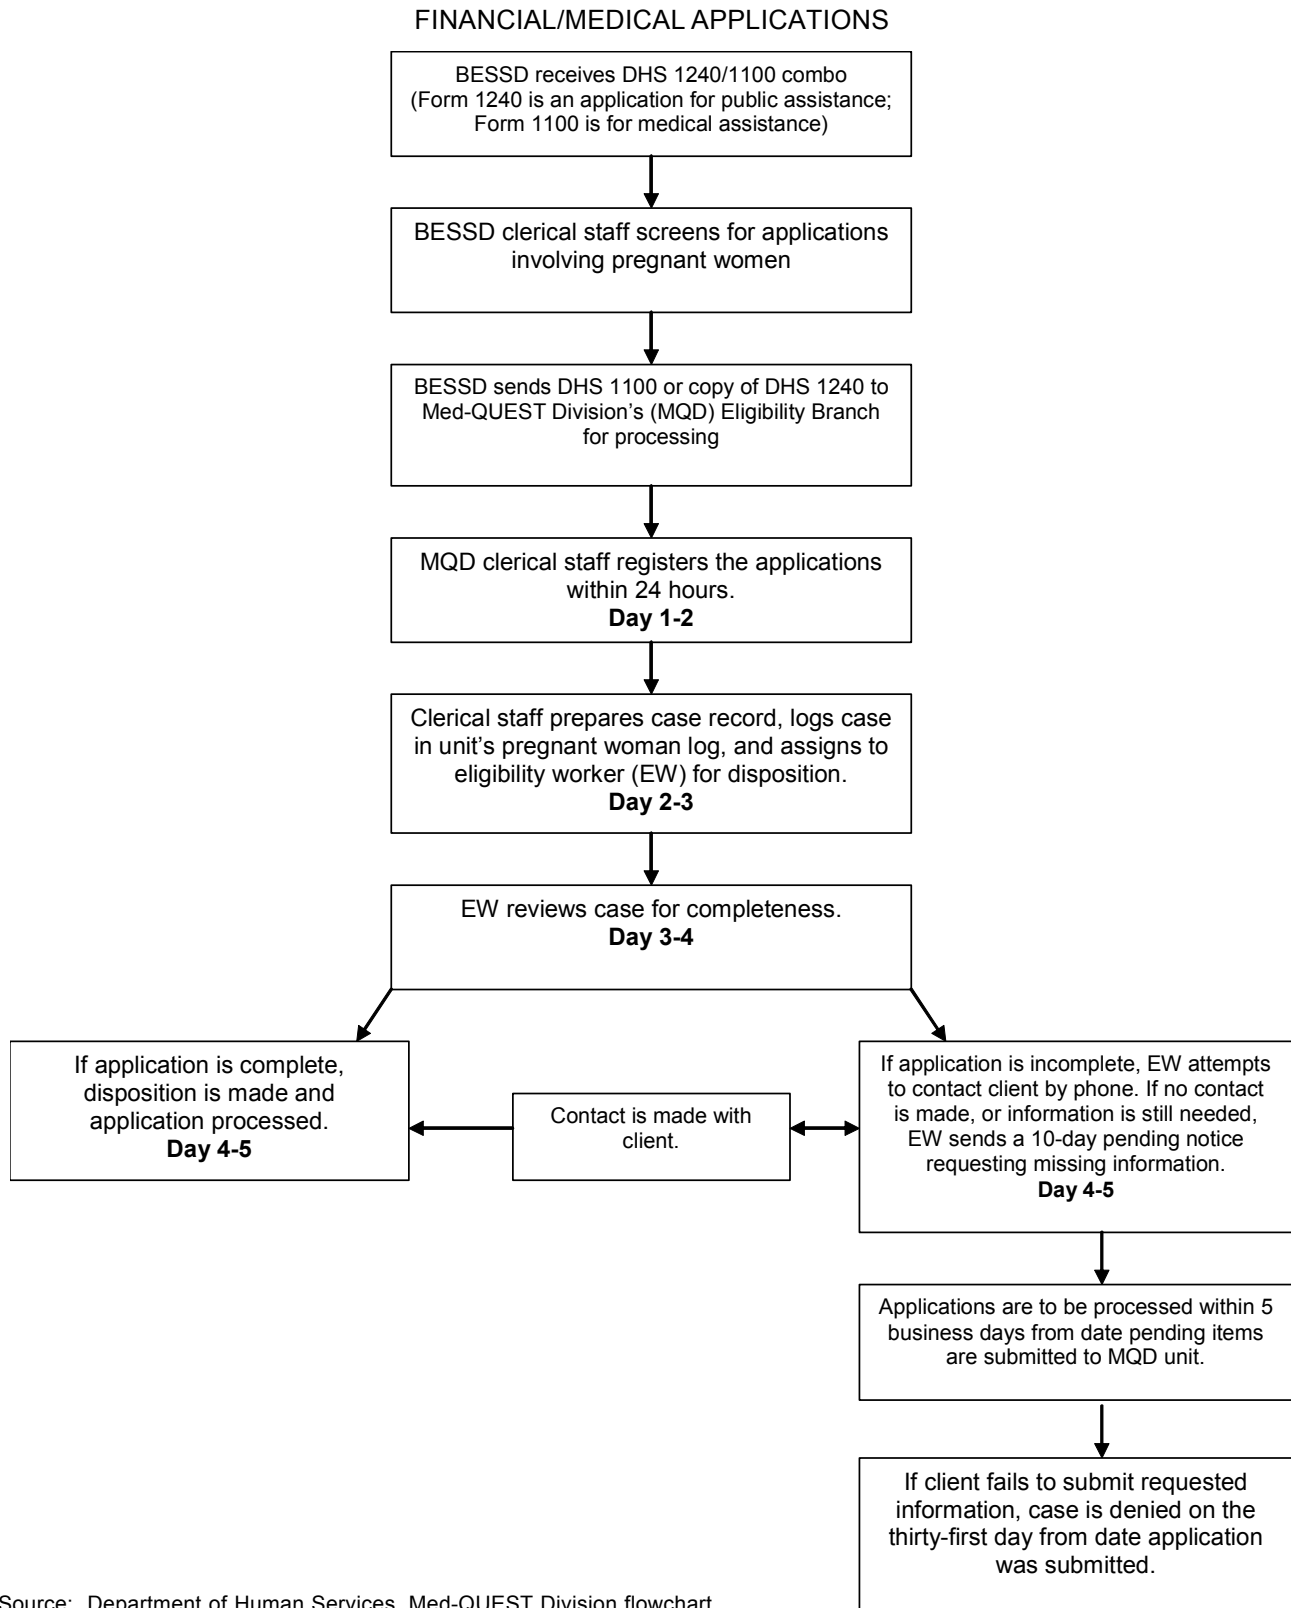 FINANCIAL/MEDICAL APPLICATIONS
BESSD receives DHS 1240/1100 combo
(Form 1240 is an application for public assistance;
Form 1100 is for medical assistance)
BESSD clerical staff screens for applications
involving pregnant women
BESSD sends DHS 1100 or copy of DHS 1240 to
Med-QUEST Division’s (MQD) Eligibility Branch
for processing
MQD clerical staff registers the applications
within 24 hours.
Day 1-2
Clerical staff prepares case record, logs case
in unit’s pregnant woman log, and assigns to
eligibility worker (EW) for disposition.
Day 2-3
EW reviews case for completeness.
Day 3-4
If application is complete,
disposition is made and
application processed.
Day 4-5
Contact is made with
client.
If application is incomplete, EW attempts
to contact client by phone. If no contact
is made, or information is still needed,
EW sends a 10-day pending notice
requesting missing information.
Day 4-5
Applications are to be processed within 5
business days from date pending items
are submitted to MQD unit.
If client fails to submit requested
information, case is denied on the
thirty-first day from date application
was submitted.
Source: Department of Human Services, Med-QUEST Division flowchart